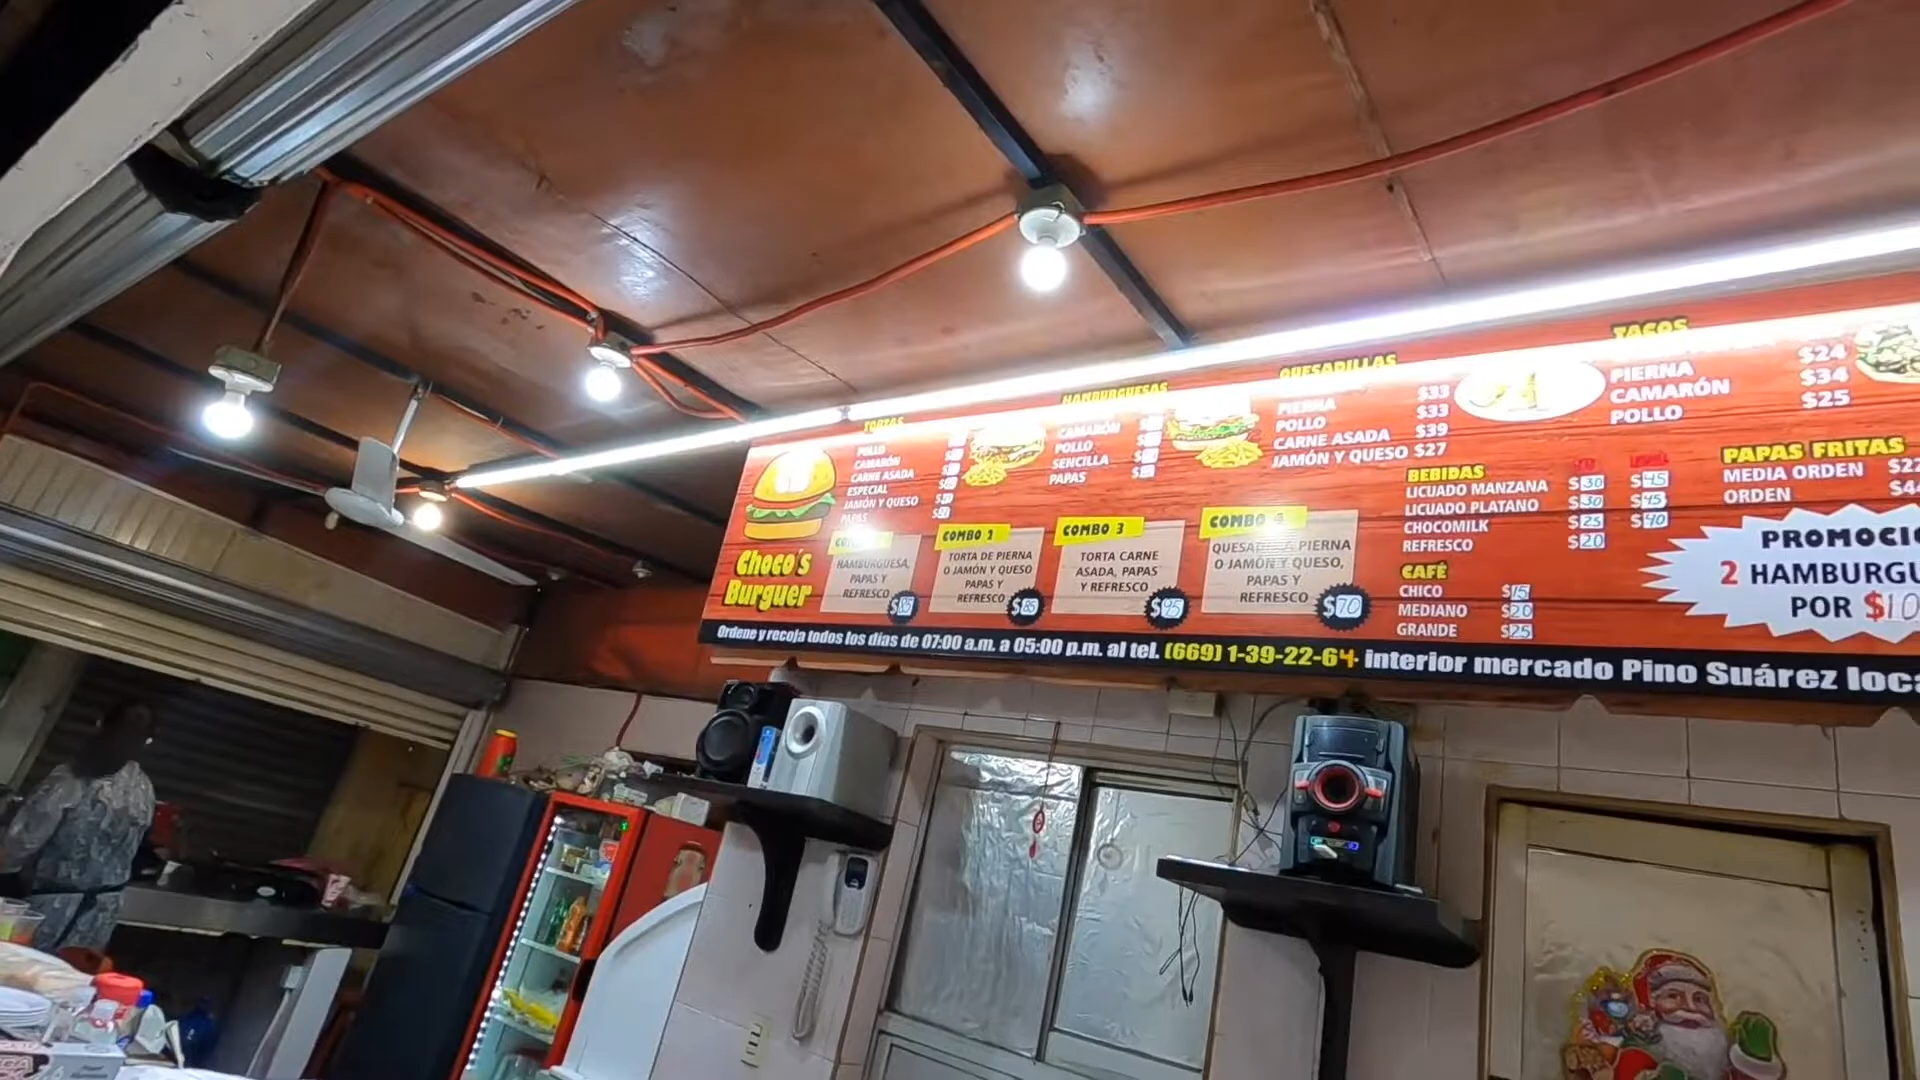 TORTAS
POLLO
CAMARÓN
CARNE ASADA
ESPECIAL
JAMÓN Y QUESO
PAPAS
HAMBURGUESAS
CAMARÓN
POLLO
SENCILLA
PAPAS
QUESADILLAS
PIERNA $33
POLLO $33
CARNE ASADA $39
JAMÓN Y QUESO $27
TACOS
PIERNA $24
CAMARÓN $34
POLLO $25
BEBIDAS
LICUADO MANZANA $30 $45
LICUADO PLATANO $30 $45
CHOCOMILK $25 $40
REFRESCO $20
CAFÉ
CHICO $15
MEDIANO $20
GRANDE $25
PAPAS FRITAS
MEDIA ORDEN $22
ORDEN
2 HAMBURGU
POR $10
Choco's
Burguer
HAMBURGUESA,
PAPAS Y
REFRESCO
COMBO 2
TORTA DE PIERNA
O JAMÓN Y QUESO
PAPAS Y
REFRESCO
$85
COMBO 3
TORTA CARNE
ASADA, PAPAS
Y REFRESCO
$95
COMBO 4
QUESADILLA PIERNA
O JAMÓN Y QUESO,
PAPAS Y
REFRESCO
$70
Ordene y recoja todos los días de 07:00 a.m. a 05:00 p.m. al tel. (669) 1-39-22-64 interior mercado Pino Suárez loca